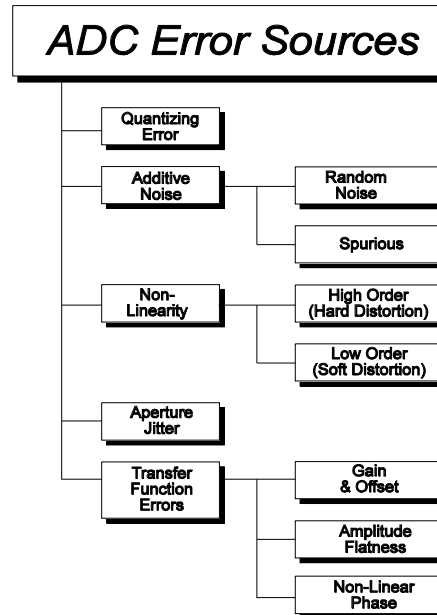 ADC Error Sources
Quantizing
Error
Additive
Noise
Random
Noise
Spurious
Non-
Linearity
High Order
(Hard Distortion)
Low Order
(Soft Distortion)
Aperture
Jitter
Transfer
Function
Errors
Gain
& Offset
Amplitude
Flatness
Non-Linear
Phase